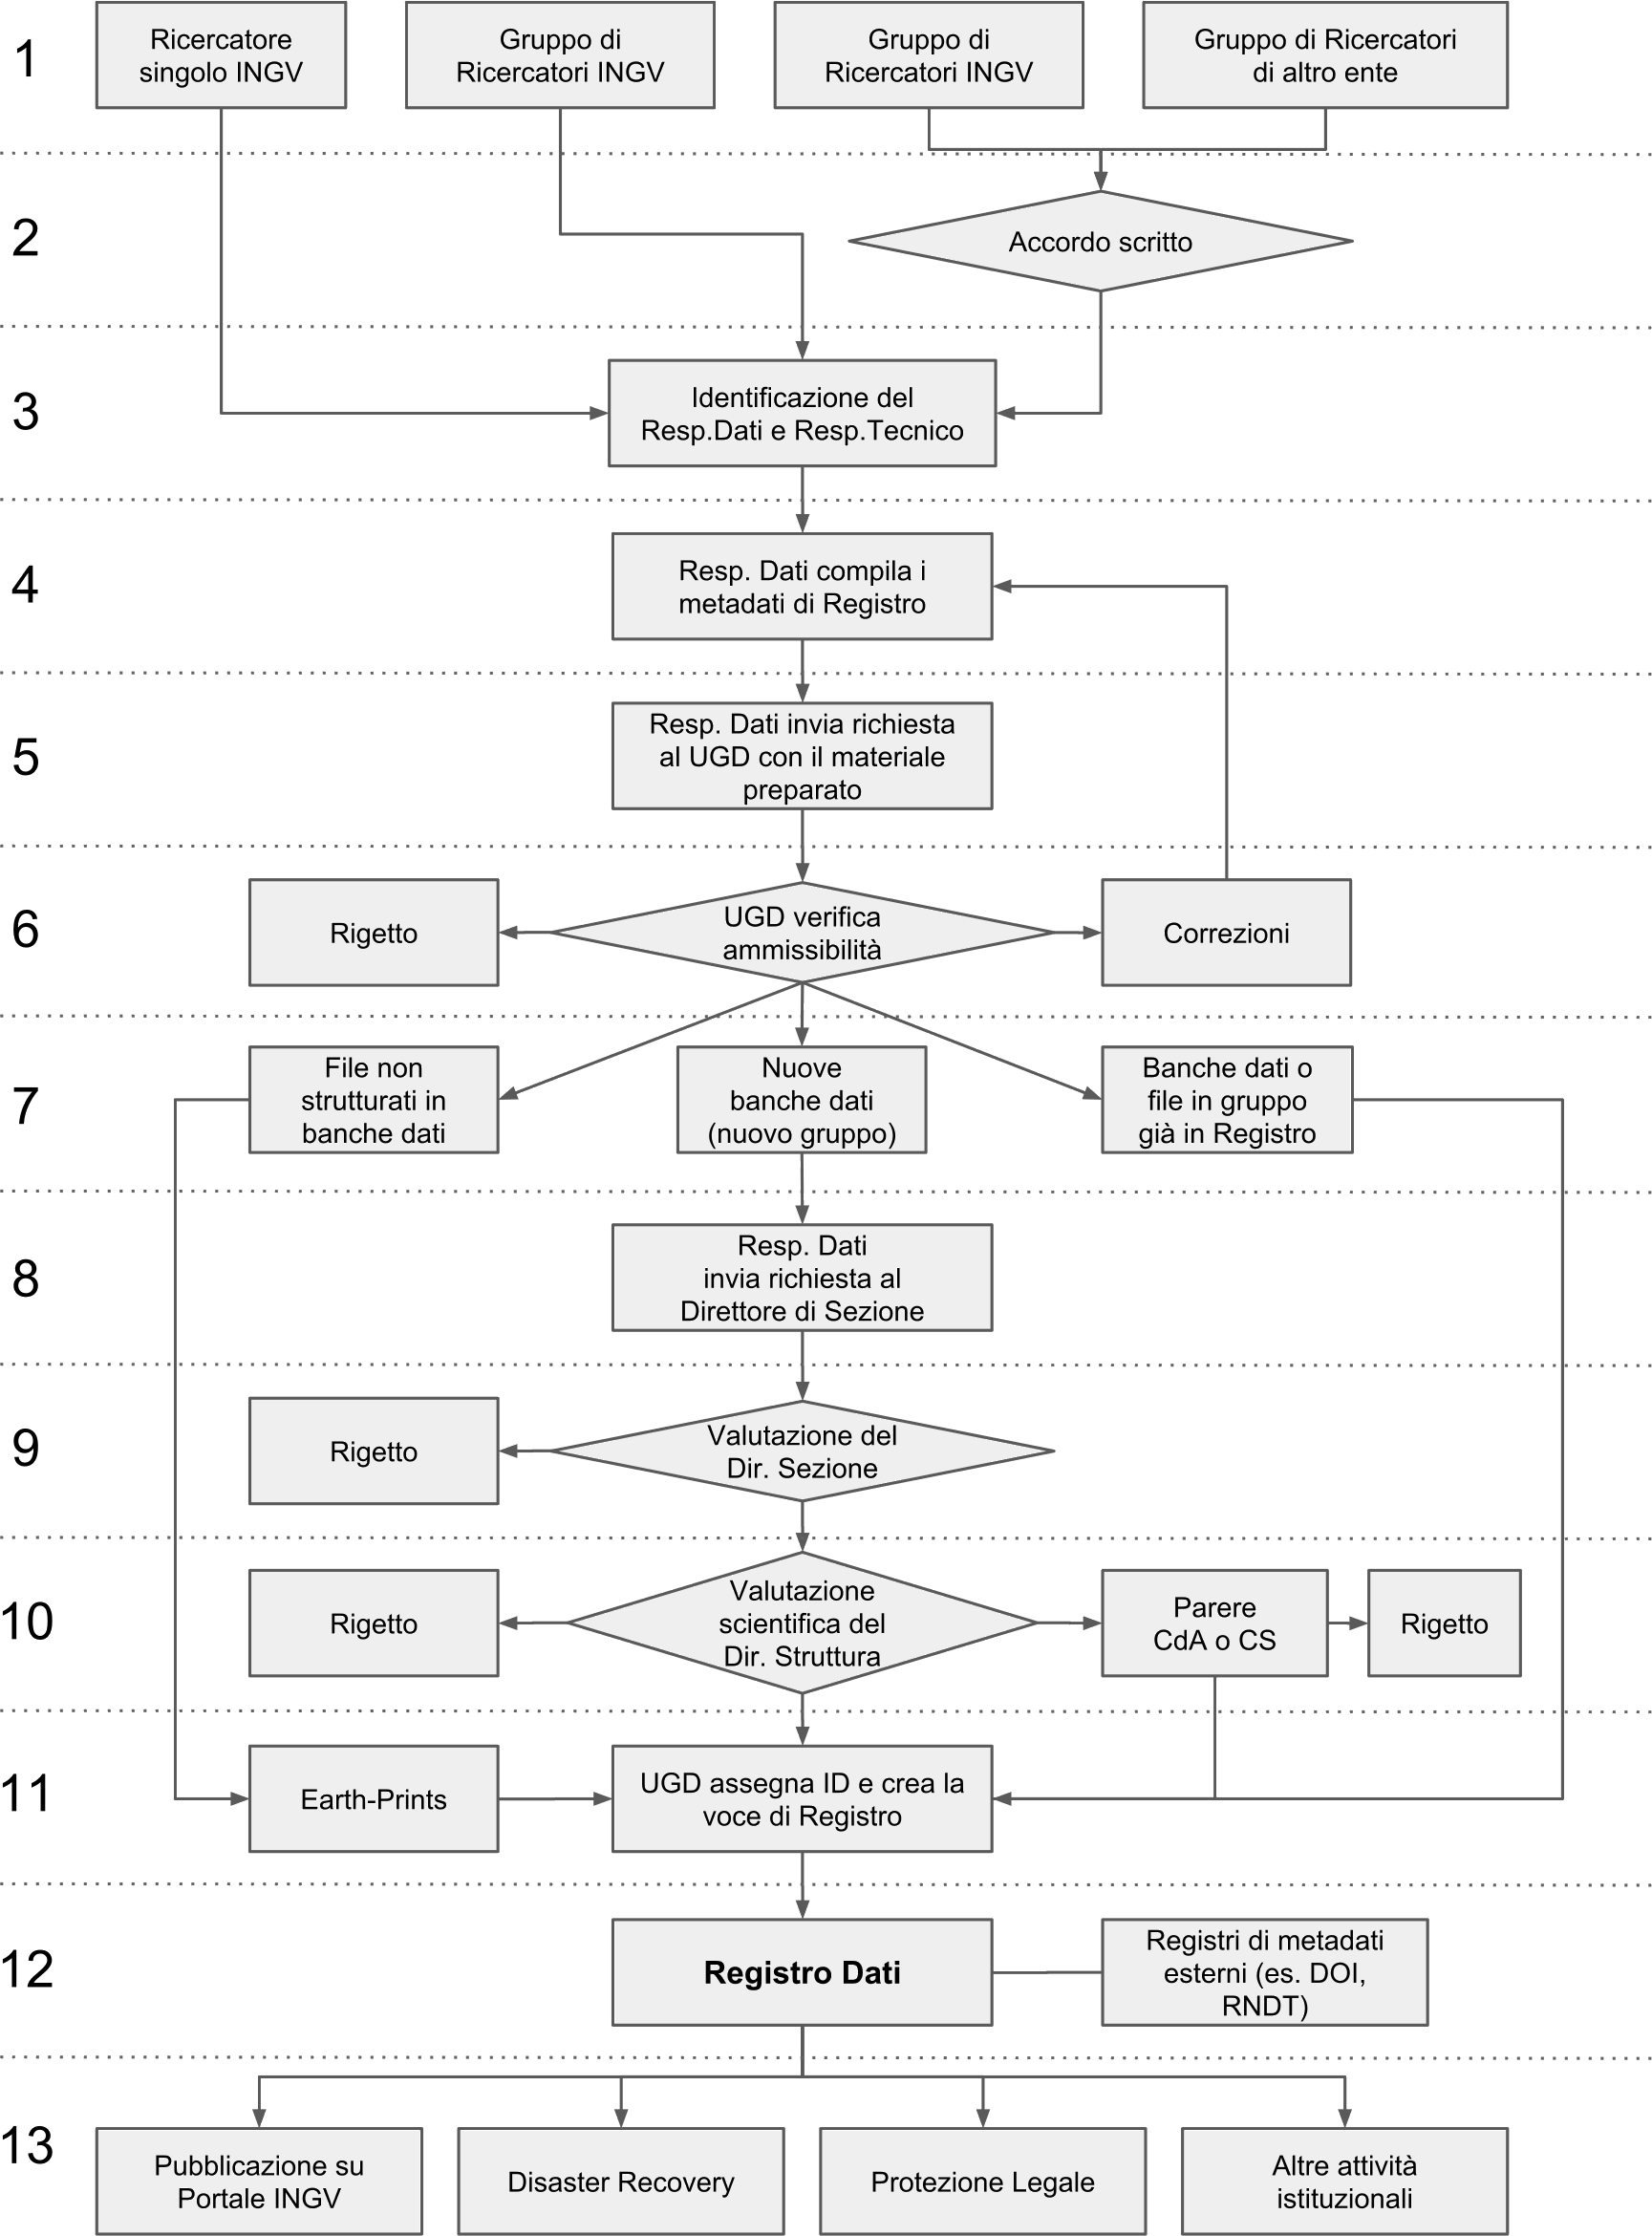 1
Ricercatore
singolo INGV
Gruppo di
Ricercatori INGV
Gruppo di
Ricercatori INGV
Gruppo di Ricercatori
di altro ente
2
Accordo scritto
3
Identificazione del
Resp.Dati e Resp.Tecnico
4
Resp. Dati compila i
metadati di Registro
5
Resp. Dati invia richiesta
al UGD con il materiale
preparato
6
Rigetto
UGD verifica
ammissibilità
Correzioni
7
File non
strutturati in
banche dati
Nuove
banche dati
(nuovo gruppo)
Banche dati o
file in gruppo
già in Registro
8
Resp. Dati
invia richiesta al
Direttore di Sezione
9
Rigetto
Valutazione del
Dir. Sezione
10
Rigetto
Valutazione
scientifica del
Dir. Struttura
Parere
CdA o CS
Rigetto
11
Earth-Prints
UGD assegna ID e crea la
voce di Registro
12
Registro Dati
Registri di metadati
esterni (es. DOI,
RNDT)
13
Pubblicazione su
Portale INGV
Disaster Recovery
Protezione Legale
Altre attività
istituzionali